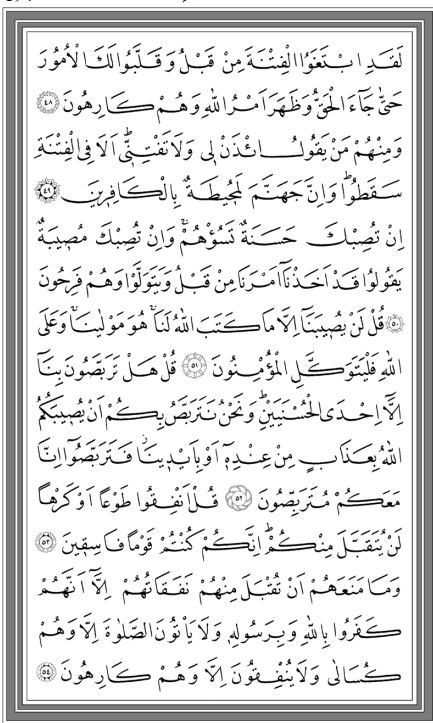 لَقَدِ ابْتَغَوُا الْفِتْنَةَ مِنْ قَبْلُ وَقَلَّبُوا لَكَ الْاُمُورَ
حَتّٰى جَٓاءَ الْحَقُّ وَظَهَرَ اَمْرُ اللّٰهِ وَهُمْ كَارِهُونَ ﴿٤٨﴾
وَمِنْهُمْ مَنْ يَقُولُ ائْذَنْ لٖى وَلَا تَفْتِنّٖى اَلَا فِى الْفِتْنَةِ
سَقَطُوا وَاِنَّ جَهَنَّمَ لَمُحٖيطَةٌ بِالْكَافِرٖينَ ﴿٤٩﴾
اِنْ تُصِبْكَ حَسَنَةٌ تَسُؤْهُمْ وَاِنْ تُصِبْكَ مُصٖيبَةٌ
يَقُولُوا قَدْ اَخَذْنَٓا اَمْرَنَا مِنْ قَبْلُ وَيَتَوَلَّوْا وَهُمْ فَرِحُونَ
﴿٥٠﴾ قُلْ لَنْ يُصٖيبَنَٓا اِلَّا مَا كَتَبَ اللّٰهُ لَنَا هُوَ مَوْلٰينَا وَعَلَى
اللّٰهِ فَلْيَتَوَكَّلِ الْمُؤْمِنُونَ ﴿٥١﴾ قُلْ هَلْ تَرَبَّصُونَ بِنَٓا
اِلَّٓا اِحْدَى الْحُسْنَيَيْنِ وَنَحْنُ نَتَرَبَّصُ بِكُمْ اَنْ يُصٖيبَكُمُ
اللّٰهُ بِعَذَابٍ مِنْ عِنْدِهٖٓ اَوْ بِاَيْدٖينَا فَتَرَبَّصُٓوا اِنَّا
مَعَكُمْ مُتَرَبِّصُونَ ﴿٥٢﴾ قُلْ اَنْفِقُوا طَوْعًا اَوْ كَرْهًا
لَنْ يُتَقَبَّلَ مِنْكُمْ اِنَّكُمْ كُنْتُمْ قَوْمًا فَاسِقٖينَ ﴿٥٣﴾
وَمَا مَنَعَهُمْ اَنْ تُقْبَلَ مِنْهُمْ نَفَقَاتُهُمْ اِلَّٓا اَنَّهُمْ
كَفَرُوا بِاللّٰهِ وَبِرَسُولِهٖ وَلَا يَاْتُونَ الصَّلٰوةَ اِلَّا وَهُمْ
كُسَالٰى وَلَا يُنْفِقُونَ اِلَّا وَهُمْ كَارِهُونَ ﴿٥٤﴾